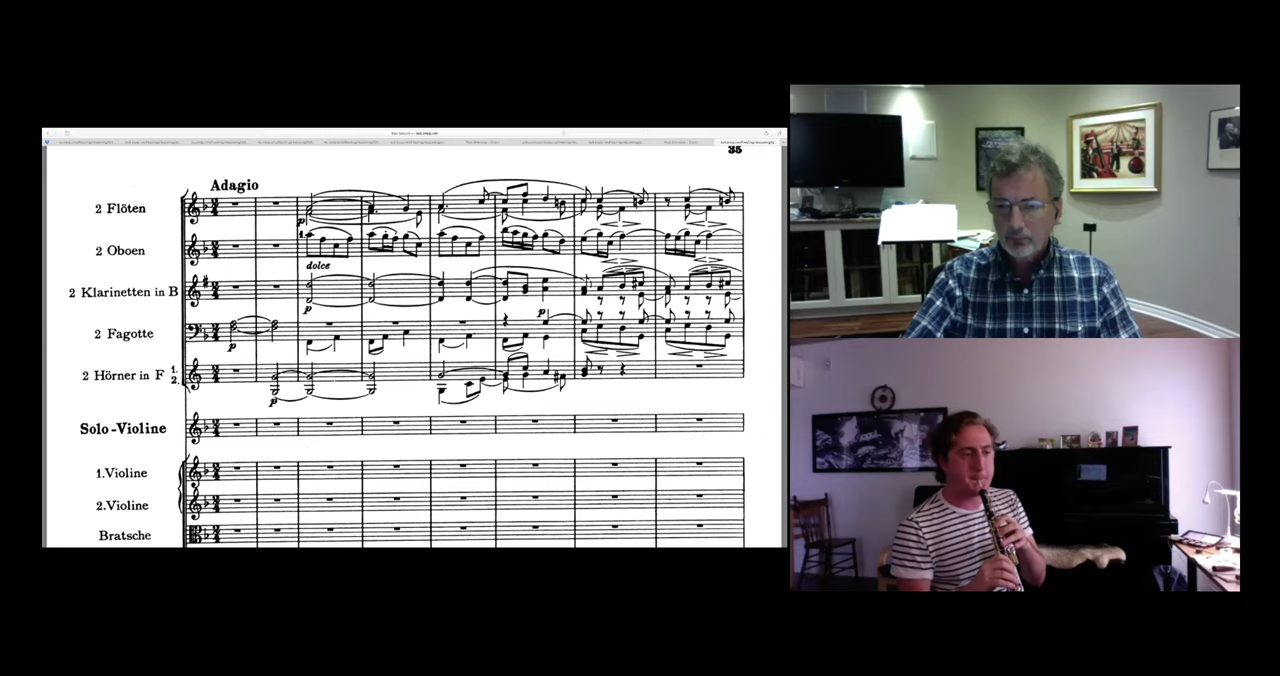 35
Adagio
2 Flöten
p
2 Oboen
1.
dolce
2 Klarinetten in B
p
p
2 Fagotte
p
2 Hörner in F 1.
2.
p
Solo-Violine
1. Violine
2. Violine
Bratsche